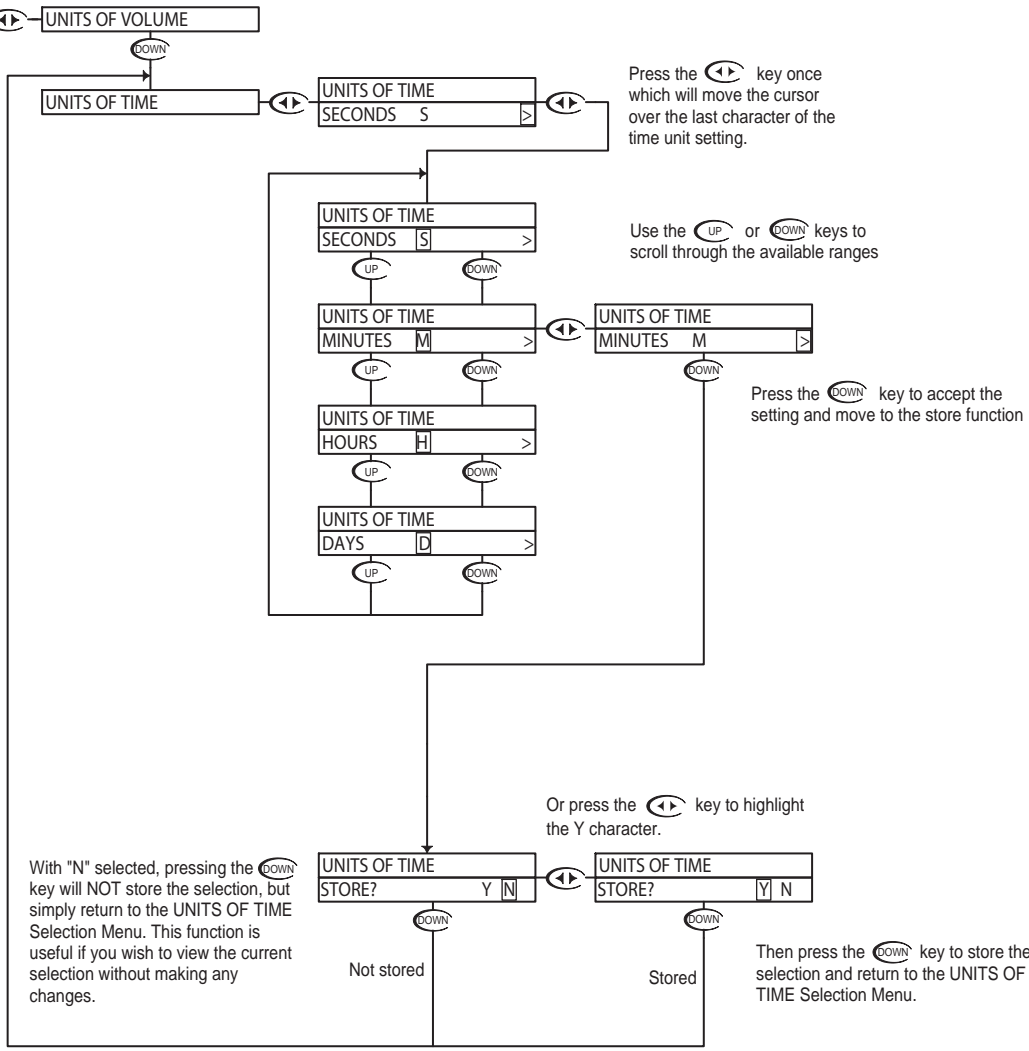 UNITS OF VOLUME
DOWN
UNITS OF TIME
UNITS OF TIME
SECONDS S >
Press the key once
which will move the cursor
over the last character of the
time unit setting.
UNITS OF TIME
SECONDS S >
Use the UP or DOWN keys to
scroll through the available ranges
UP DOWN
UNITS OF TIME
MINUTES M >
UNITS OF TIME
MINUTES M >
UP DOWN
DOWN
Press the DOWN key to accept the
setting and move to the store function
UNITS OF TIME
HOURS H >
UP DOWN
UNITS OF TIME
DAYS D >
UP DOWN
Or press the key to highlight
the Y character.
With "N" selected, pressing the DOWN
key will NOT store the selection, but
simply return to the UNITS OF TIME
Selection Menu. This function is
useful if you wish to view the current
selection without making any
changes.
UNITS OF TIME
STORE? Y N
UNITS OF TIME
STORE? Y N
DOWN
DOWN
Not stored
Stored
Then press the DOWN key to store the
selection and return to the UNITS OF
TIME Selection Menu.